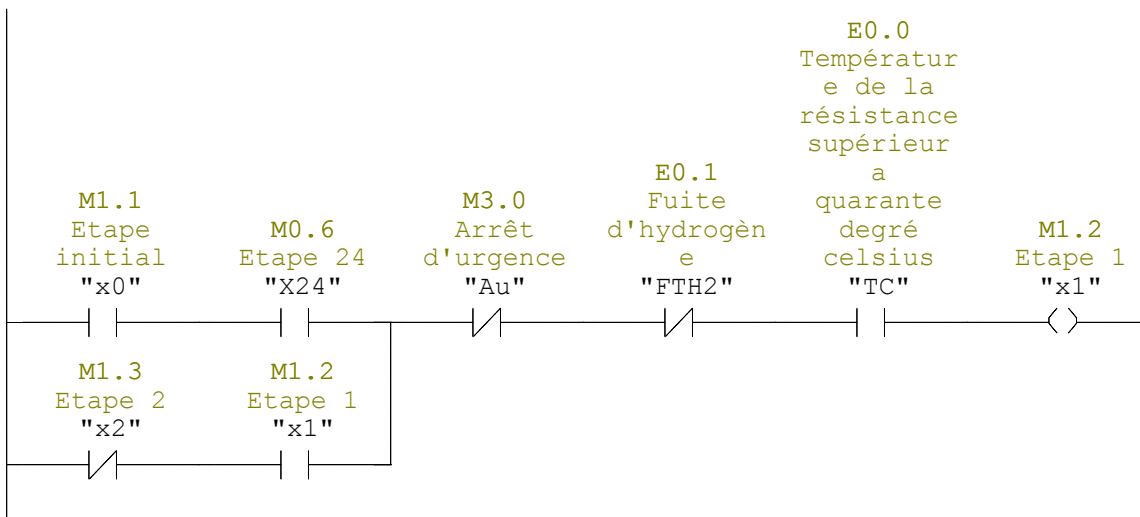 E0.0
Températur
e de la
résistance
supérieur
a
quarante
degré
celsius
"TC"
M1.1
Etape
initial
"x0"
M0.6
Etape 24
"X24"
M3.0
Arrêt
d'urgence
"Au"
E0.1
Fuite
d'hydrogèn
e
"FTH2"
M1.2
Etape 1
"x1"
M1.3
Etape 2
"x2"
M1.2
Etape 1
"x1"